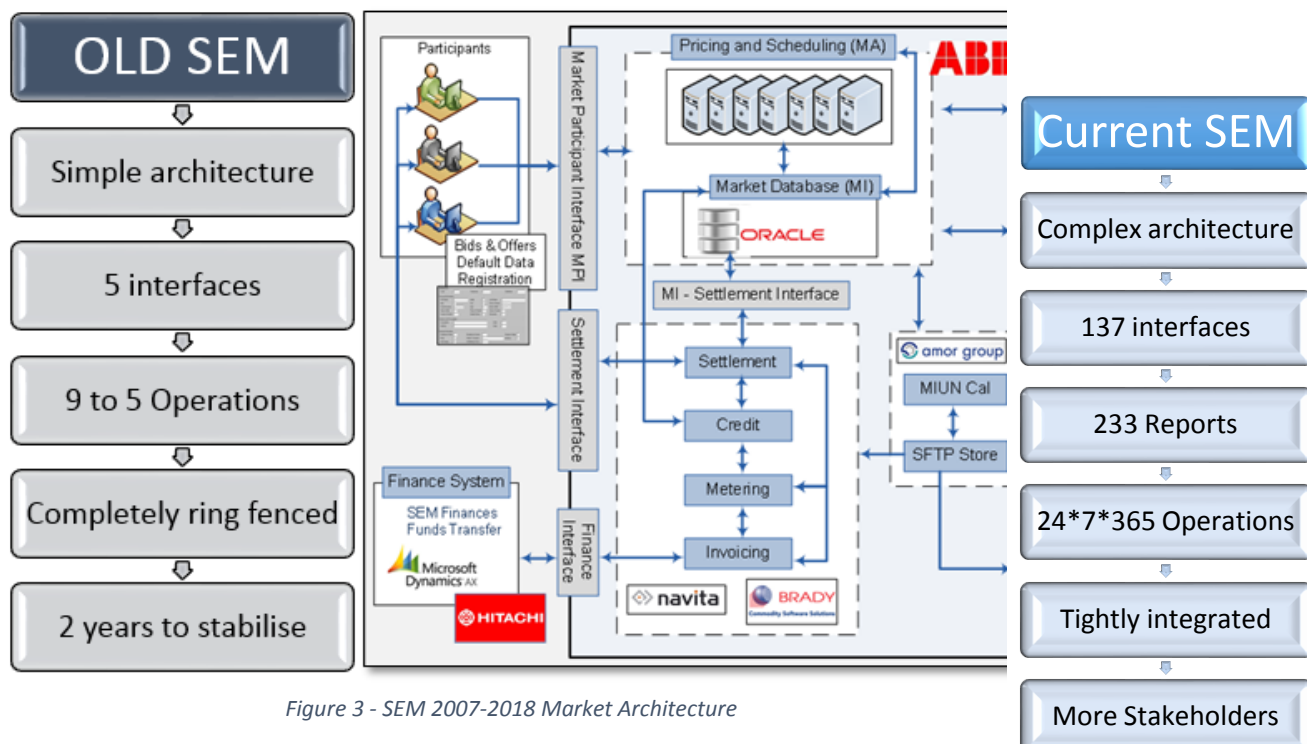 OLD SEM
Simple architecture
5 interfaces
9 to 5 Operations
Completely ring fenced
2 years to stabilise
Participants
Bids & Offers
Default Data
Registration
Market Participant Interface MPI
Settlement Interface
Finance
Interface
Finance System
SEM Finances
Funds Transfer
Microsoft
Dynamics AX
HITACHI
Pricing and Scheduling (MA)
ABB
Market Database (MI)
ORACLE
MI - Settlement Interface
Settlement
Credit
Metering
Invoicing
navita
BRADY
Commodity Software Solutions
amor group
MIUN Cal
SFTP Store
Current SEM
Complex architecture
137 interfaces
233 Reports
24*7*365 Operations
Tightly integrated
More Stakeholders
Figure 3 - SEM 2007-2018 Market Architecture